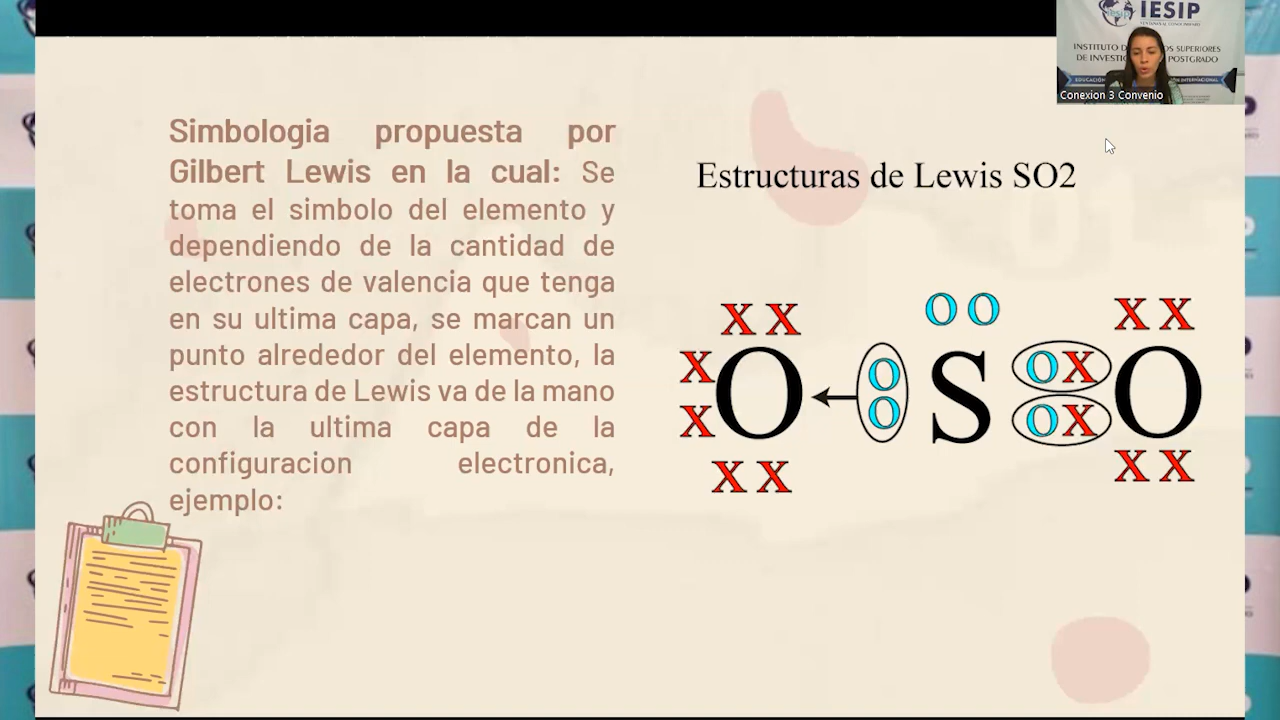 IESIP
INSTITUTO DE SUPERIORES
DE INVESTIG POSTGRADO
Conexion 3 Convenio
Simbologia propuesta por
Gilbert Lewis en la cual: Se
toma el simbolo del elemento y
dependiendo de la cantidad de
electrones de valencia que tenga
en su ultima capa, se marcan un
punto alrededor del elemento, la
estructura de Lewis va de la mano
con la ultima capa de la
configuracion electronica,
ejemplo:
Estructuras de Lewis SO2
X X O O X X
X O O S O X O
X O O X
X X X X